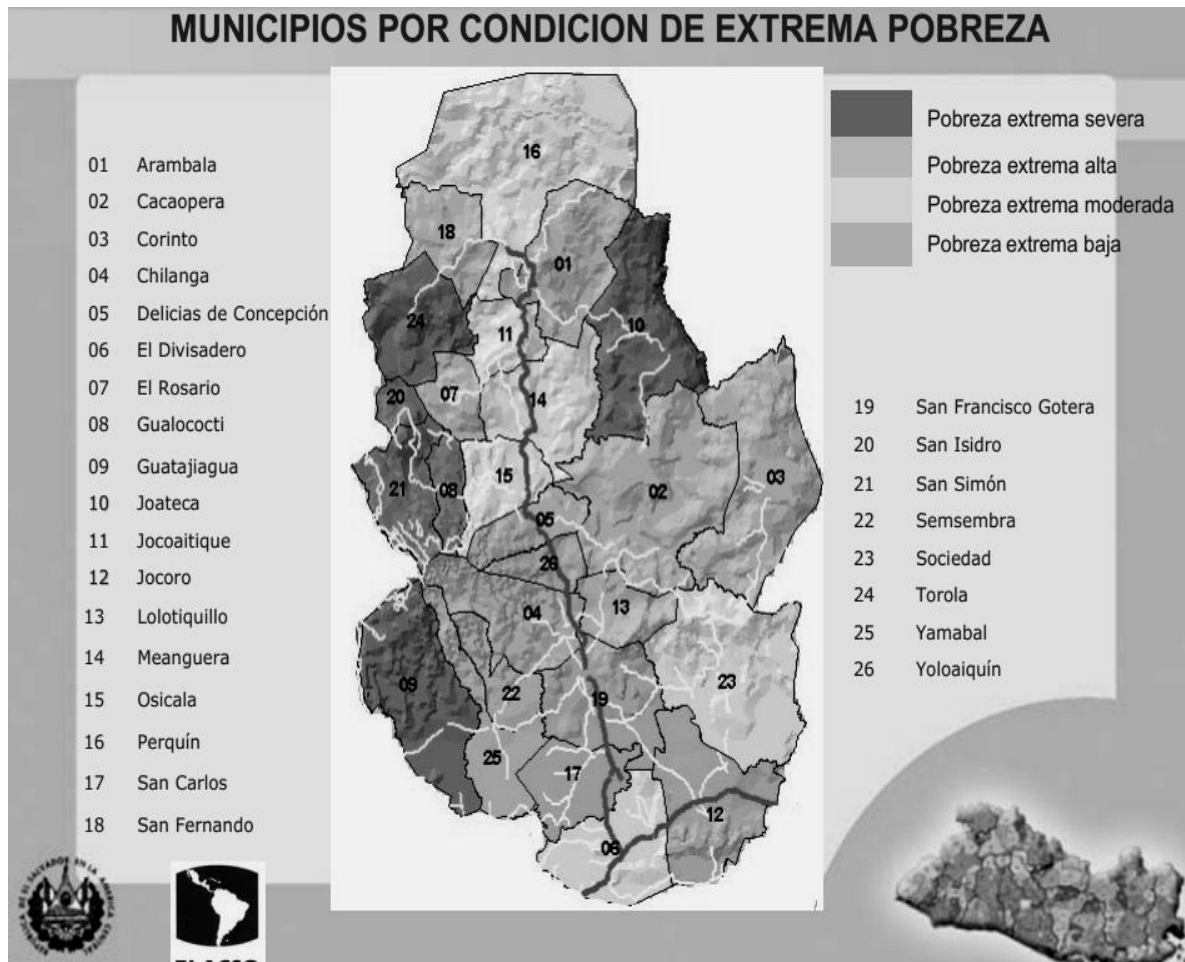 MUNICIPIOS POR CONDICION DE EXTREMA POBREZA
01 Arambala
02 Cacaopera
03 Corinto
04 Chilanga
05 Delicias de Concepción
06 El Divisadero
07 El Rosario
08 Gualococti
09 Guatajiagua
10 Joateca
11 Jocoaitique
12 Jocoro
13 Lolotiquillo
14 Meanguera
15 Osicala
16 Perquín
17 San Carlos
18 San Fernando
16
18
01
24
11
10
20
07
14
21
08
15
02
03
05
26
04
13
09
22
19
23
25
17
12
06
Pobreza extrema severa
Pobreza extrema alta
Pobreza extrema moderada
Pobreza extrema baja
19 San Francisco Gotera
20 San Isidro
21 San Simón
22 Semsembra
23 Sociedad
24 Torola
25 Yamabal
26 Yoloaiquín